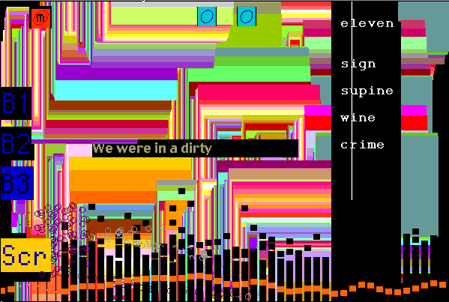 m
eleven
sign
supine
B1
wine
B2
crime
We were in a dirty
B3
Scr